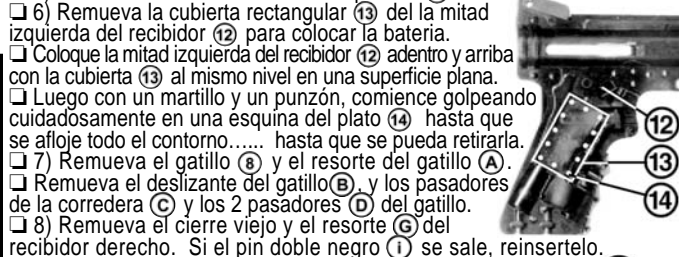 ❑ 6) Remueva la cubierta rectangular ⑬ del la mitad
izquierda del recibidor ⑫ para colocar la bateria.
❑ Coloque la mitad izquierda del recibidor ⑫ adentro y arriba
con la cubierta ⑬ al mismo nivel en una superficie plana.
❑ Luego con un martillo y un punzón, comience golpeando
cuidadosamente en una esquina del plato ⑭ hasta que
se afloje todo el contorno…... hasta que se pueda retirarla.
❑ 7) Remueva el gatillo ⑧ y el resorte del gatillo Ⓐ.
❑ Remueva el deslizante del gatillo Ⓑ, y los pasadores
de la corredera Ⓒ y los 2 pasadores Ⓓ del gatillo.
❑ 8) Remueva el cierre viejo y el resorte Ⓖ del
recibidor derecho. Si el pin doble negro ⓘ se sale, reinsertelo.
⑫
⑬
⑭